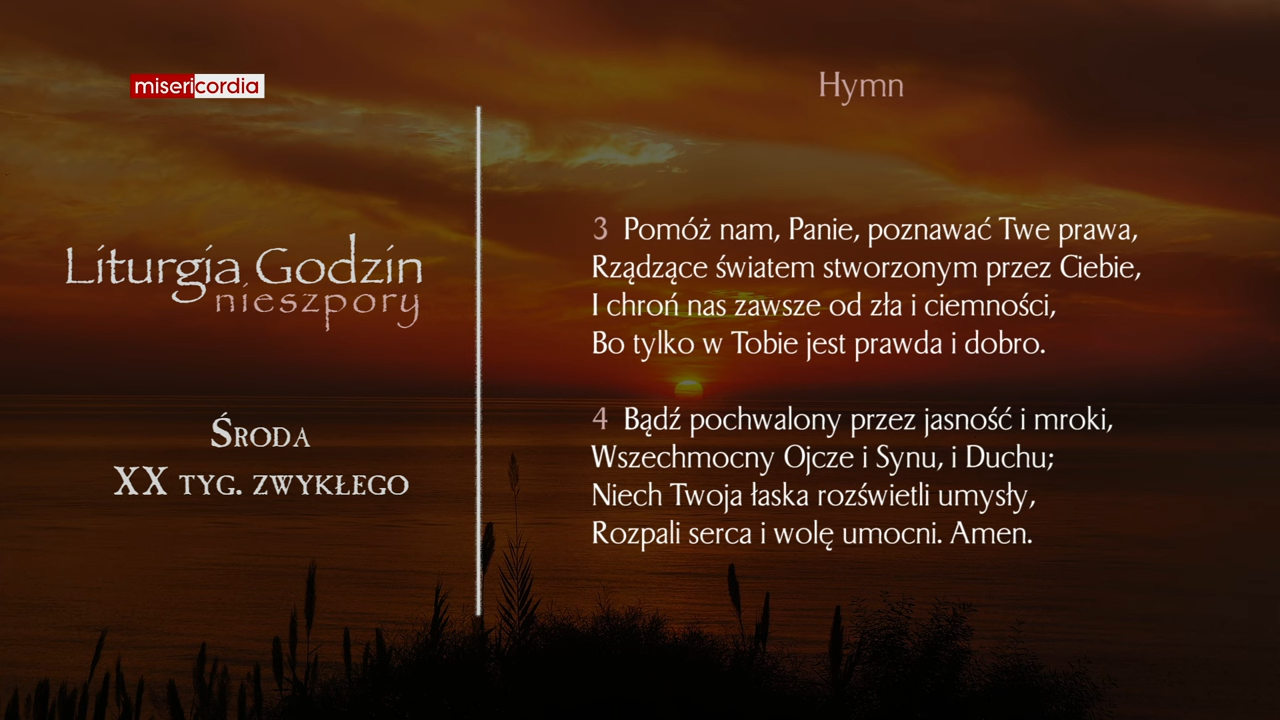 misericordia
Liturgia Godzin
nieszpory
Środa
XX tyg. zwykłego
Hymn
3 Pomóż nam, Panie, poznawać Twe prawa,
Rządzące światem stworzonym przez Ciebie,
I chroń nas zawsze od zła i ciemności,
Bo tylko w Tobie jest prawda i dobro.
4 Bądź pochwalony przez jasność i mroki,
Wszechmocny Ojcze i Synu, i Duchu;
Niech Twoja łaska rozświetli umysły,
Rozpali serca i wolę umocni. Amen.